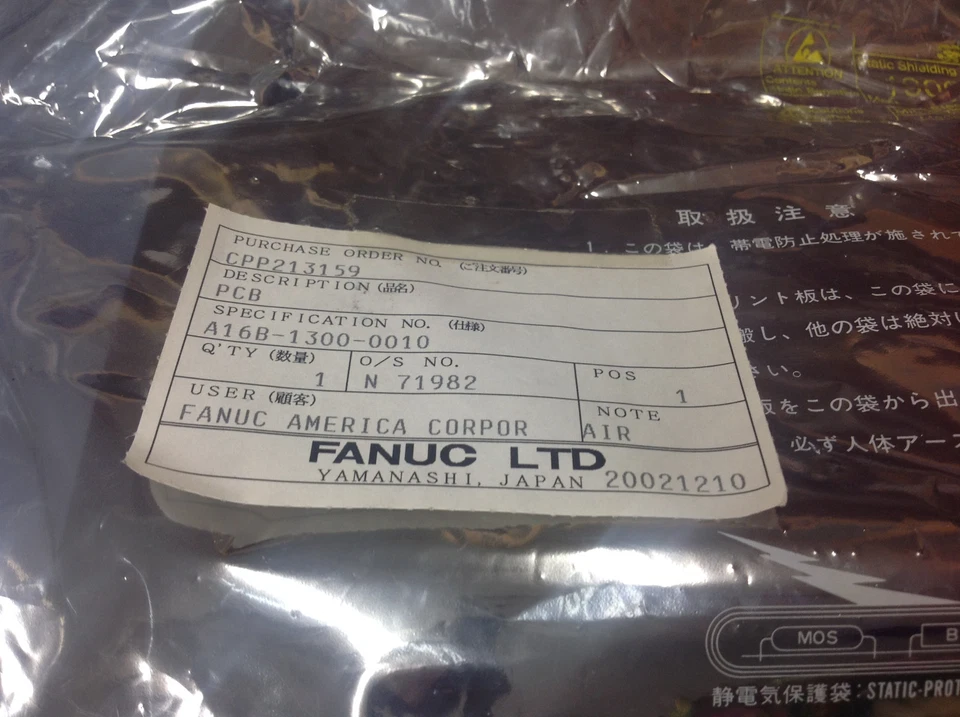 ATTENTION
Static Shielding
取扱注意
1. この袋は、帯電防止処理が施されて
リント板は、この袋に
し、他の袋は絶対
さい。
をこの袋から出
必ず人体アース
PURCHASE ORDER NO. (ご注文番号)
CPP213159
DESCRIPTION (品名)
PCB
SPECIFICATION NO. (仕様)
A16B-1300-0010
Q'TY (数量) O/S NO. POS
1 N 71982 1
USER (顧客) NOTE
FANUC AMERICA CORPOR AIR
FANUC LTD
YAMANASHI, JAPAN 20021210
MOS B
静電気保護袋:STATIC-PROT